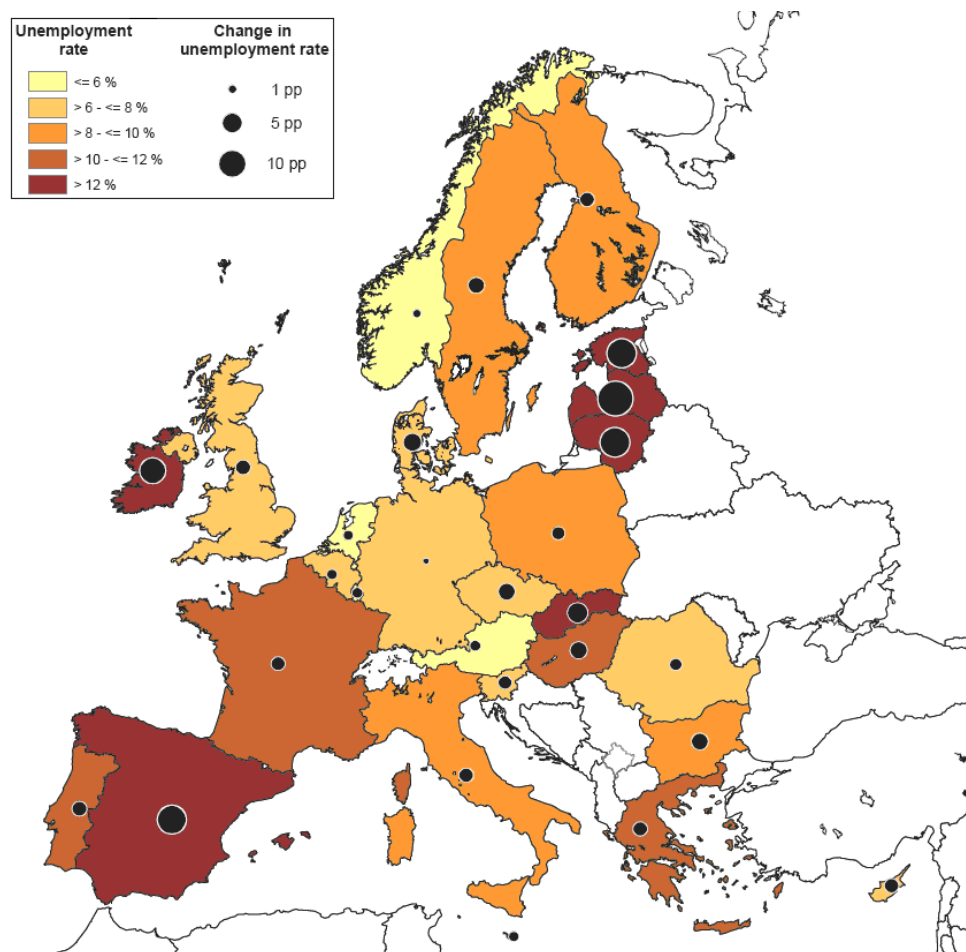 Unemployment
rate
<= 6 %
> 6 - <= 8 %
> 8 - <= 10 %
> 10 - <= 12 %
> 12 %
Change in
unemployment rate
1 pp
5 pp
10 pp